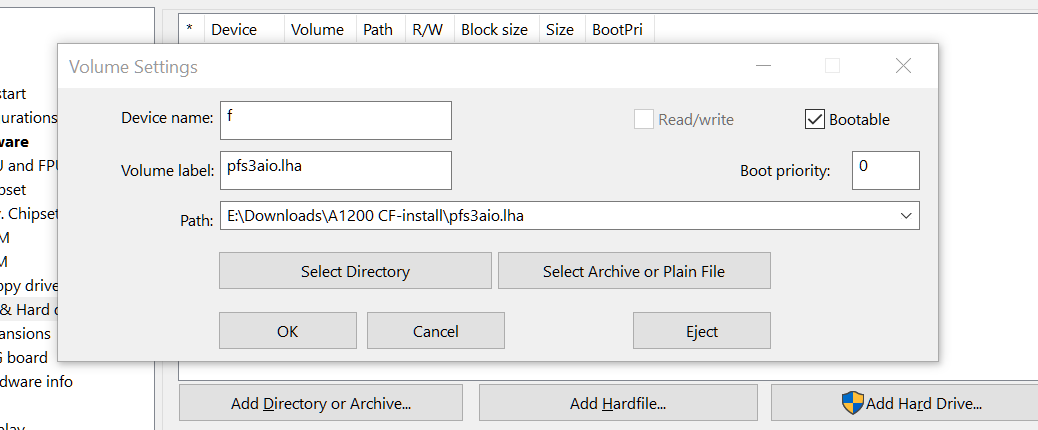 * Device Volume Path R/W Block size Size BootPri
Volume Settings
Device name: f
Read/write
Bootable
Volume label: pfs3aio.lha
Boot priority: 0
Path: E:\Downloads\A1200 CF-install\pfs3aio.lha
Select Directory
Select Archive or Plain File
OK
Cancel
Eject
start
urations
ware
U and FPU
pset
. Chipset
M
M
ppy drive
& Hard d
ansions
G board
dware info
play
Add Directory or Archive...
Add Hardfile...
Add Hard Drive...